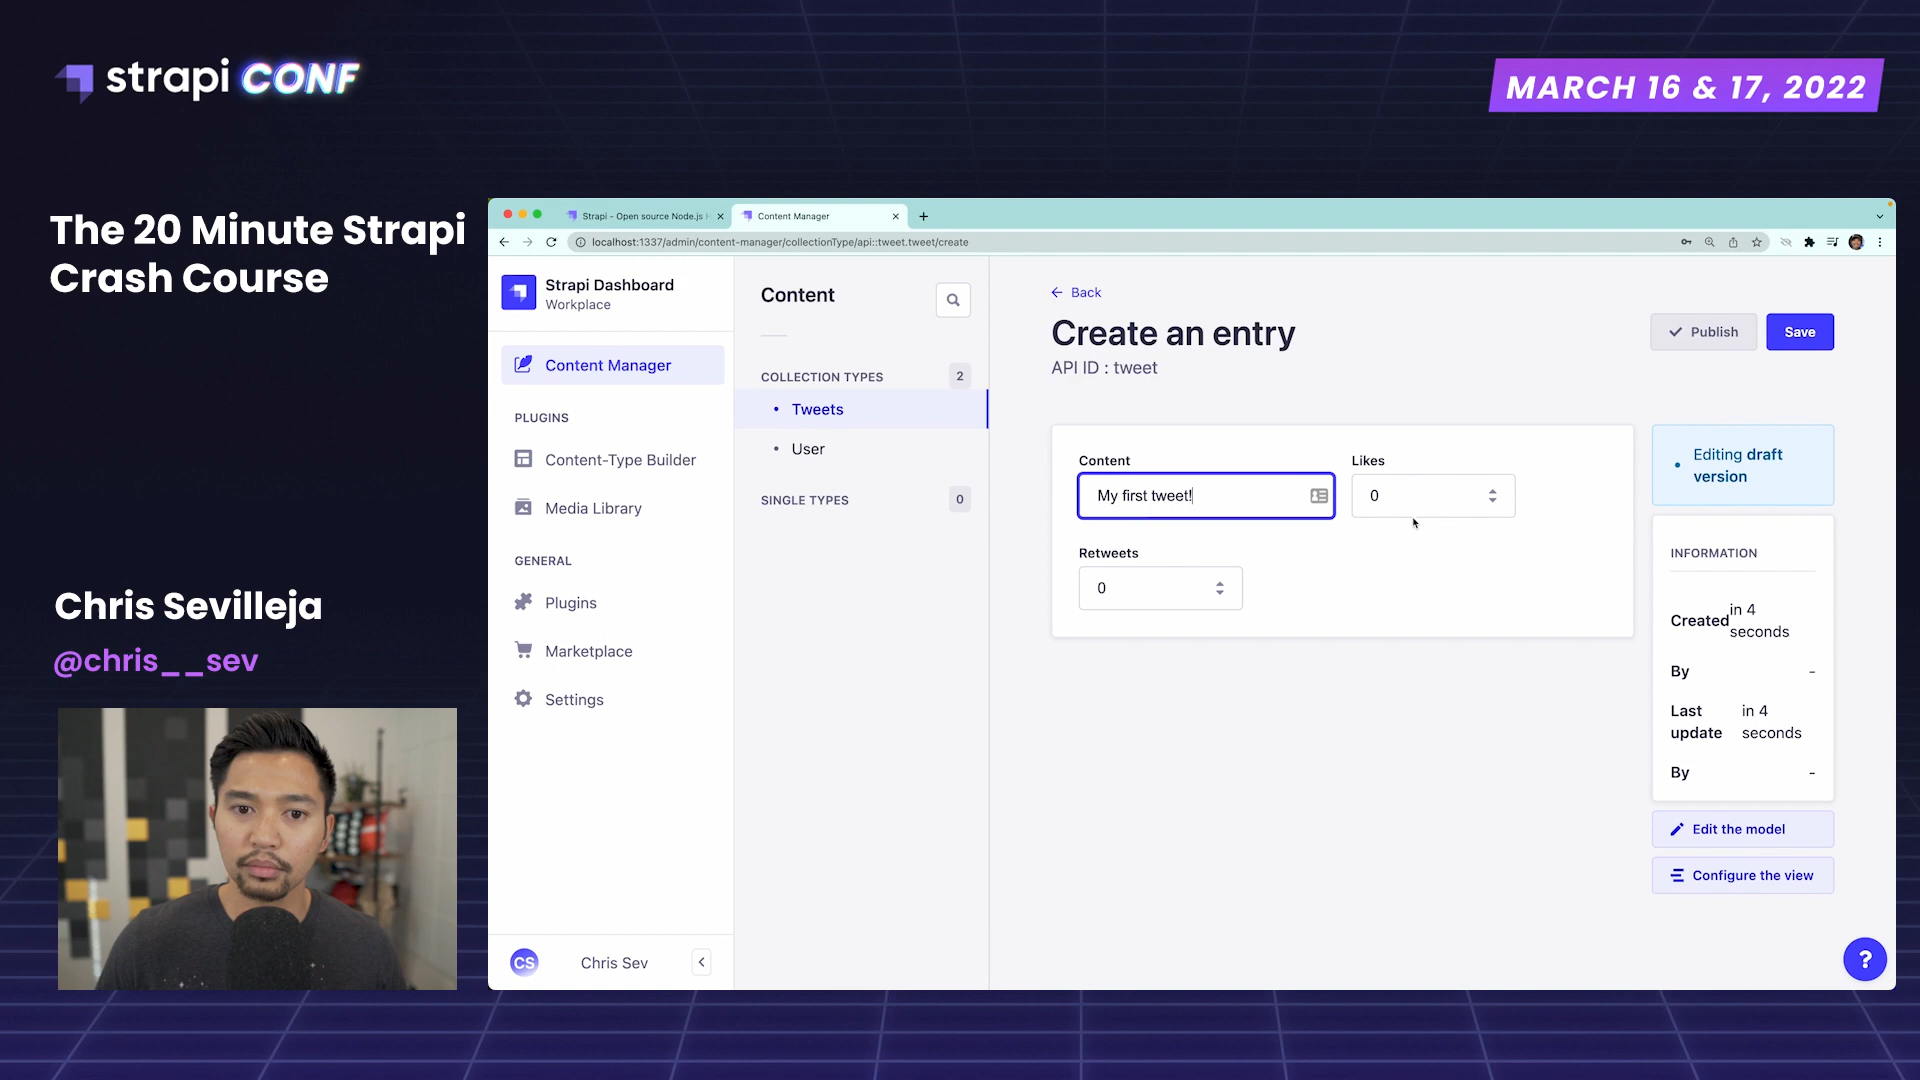 strapi CONF
MARCH 16 & 17, 2022
The 20 Minute Strapi
Crash Course
Chris Sevilleja
@chris__sev
Strapi - Open source Node.js
Content Manager
localhost:1337/admin/content-manager/collectionType/api::tweet.tweet/create
Strapi Dashboard
Workplace
Content Manager
PLUGINS
Content-Type Builder
Media Library
GENERAL
Plugins
Marketplace
Settings
CS
Chris Sev
Content
COLLECTION TYPES 2
Tweets
User
SINGLE TYPES 0
Back
Create an entry
API ID : tweet
Publish
Save
Content
My first tweet!
Likes
0
Retweets
0
Editing draft
version
INFORMATION
Created in 4
seconds
By -
Last in 4
update seconds
By -
Edit the model
Configure the view
?